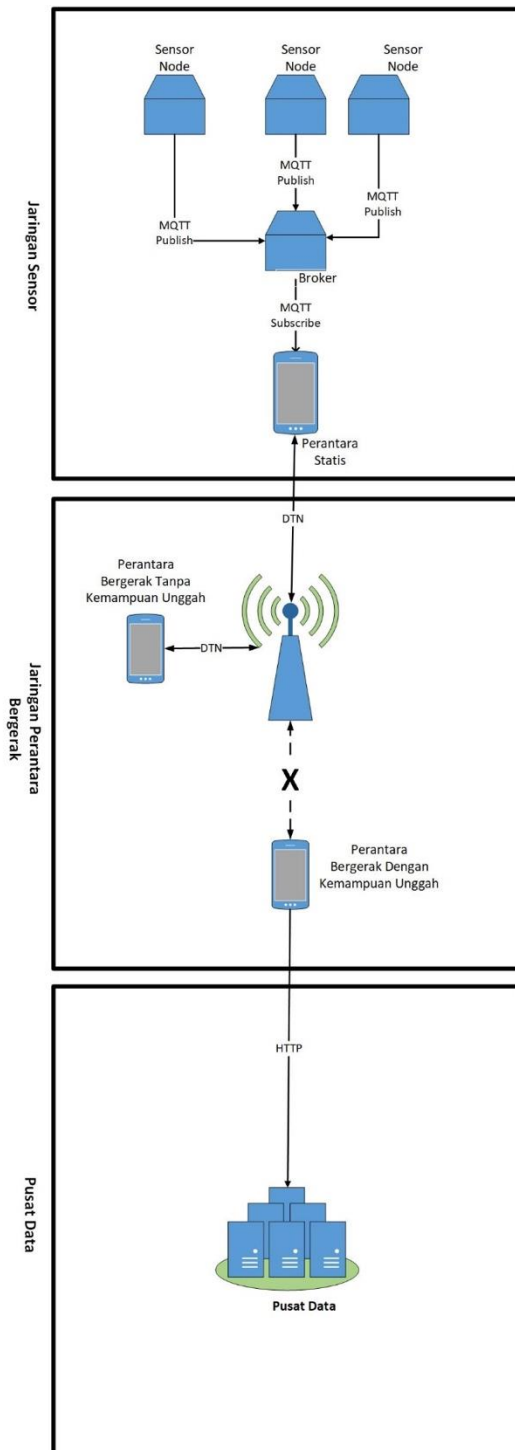 Jaringan Sensor
Sensor
Node
Sensor
Node
Sensor
Node
MQTT
Publish
MQTT
Publish
MQTT
Publish
Broker
MQTT
Subscribe
Perantara
Statis
Jaringan Perantara
Bergerak
DTN
Perantara
Bergerak Tanpa
Kemampuan Unggah
DTN
X
Perantara
Bergerak Dengan
Kemampuan Unggah
Pusat Data
HTTP
Pusat Data